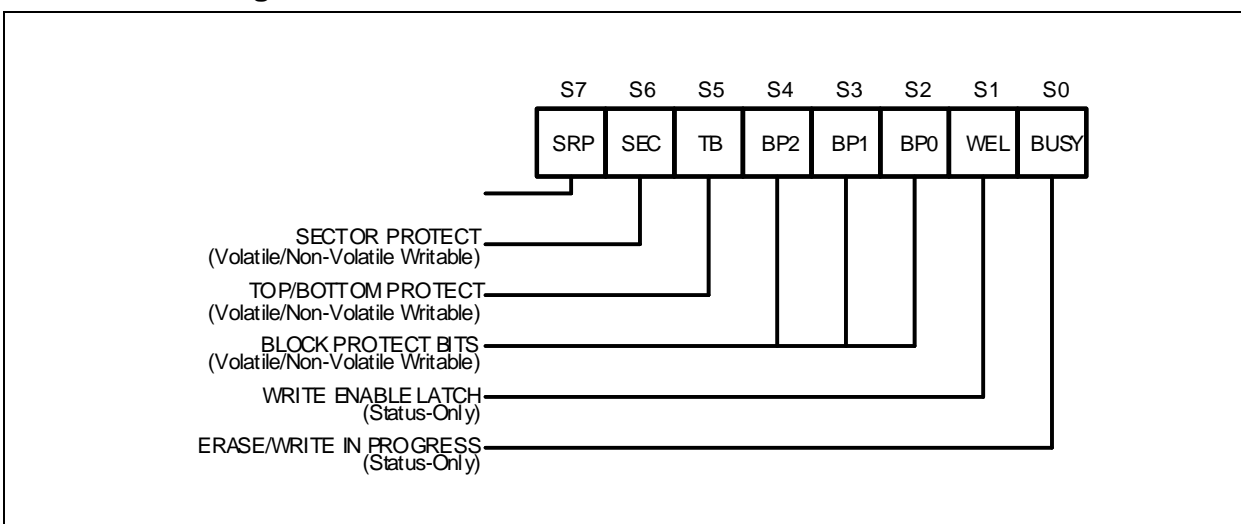 S7 S6 S5 S4 S3 S2 S1 S0
SRP SEC TB BP2 BP1 BP0 WEL BUSY
SECTOR PROTECT
(Volatile/Non-Volatile Writable)
TOP/BOTTOM PROTECT
(Volatile/Non-Volatile Writable)
BLOCK PROTECT BITS
(Volatile/Non-Volatile Writable)
WRITE ENABLE LATCH
(Status-Only)
ERASE/WRITE IN PROGRESS
(Status-Only)